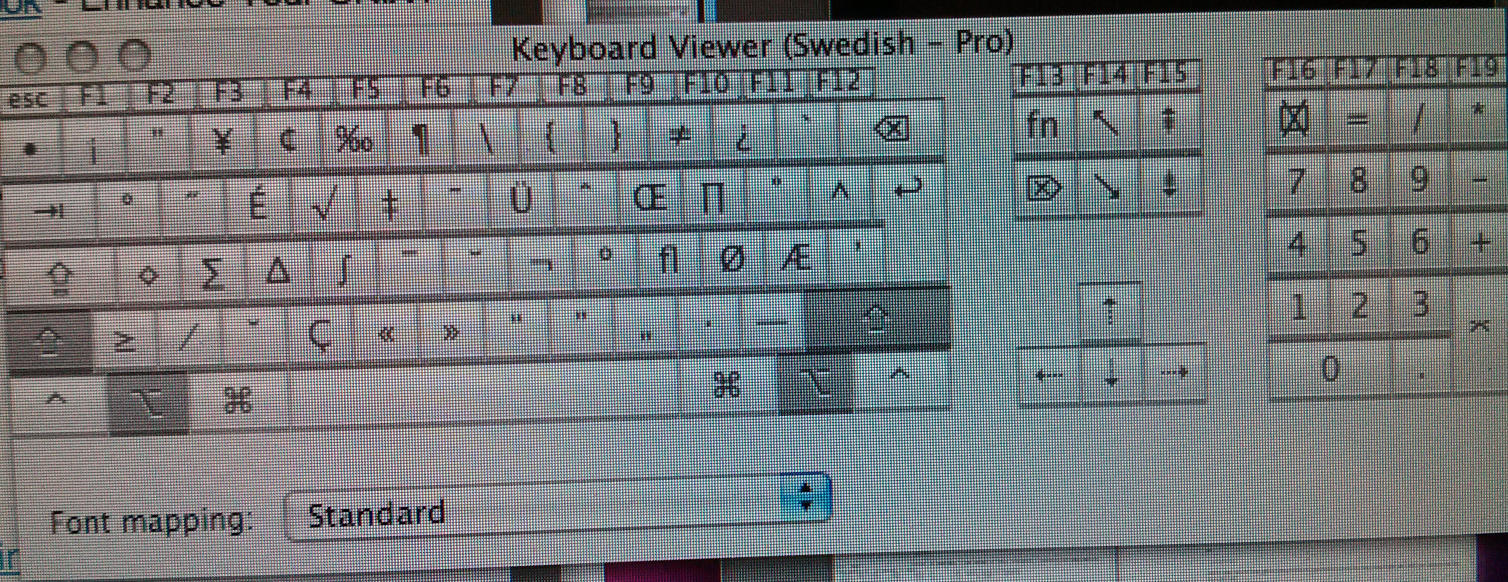 Keyboard Viewer (Swedish - Pro)
esc F1 F2 F3 F4 F5 F6 F7 F8 F9 F10 F11 F12 F13 F14 F15 F16 F17 F18 F19
• ¡ " ¥ ¢ ‰ ¶ \ { } ≠ ¿ ` ⌫ fn ↖ ⇞ ⌧ = / *
⇥ ° ˝ É √ ‡ ¯ Ü ˆ Œ ∏ ˚ ^ ↩ ⌦ ↘ ⇟ 7 8 9 -
⇪ ◊ ∑ ∆ ∫ ¯ ˘ ¬ º ﬂ Ø Æ ' 4 5 6 +
⇧ ≥ / ˇ Ç « » " " „ · — ⇧ 1 2 3 ⌤
⌃ ⌥ ⌘ ⌘ ⌥ ⌃ 0 .
Font mapping: Standard